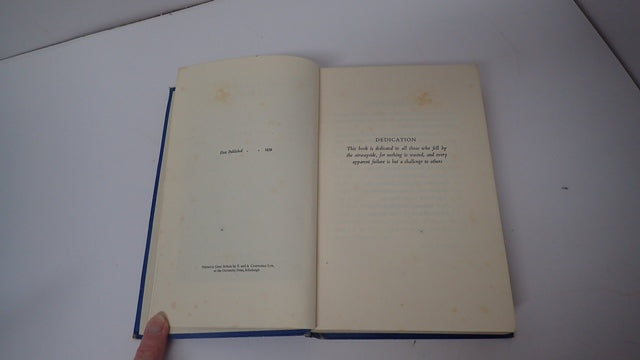 First Published . . 1939
Printed in Great Britain by T. and A. CONSTABLE LTD.
at the University Press, Edinburgh
DEDICATION
This book is dedicated to all those who fell by
the airwayside, for nothing is wasted, and every
apparent failure is but a challenge to others